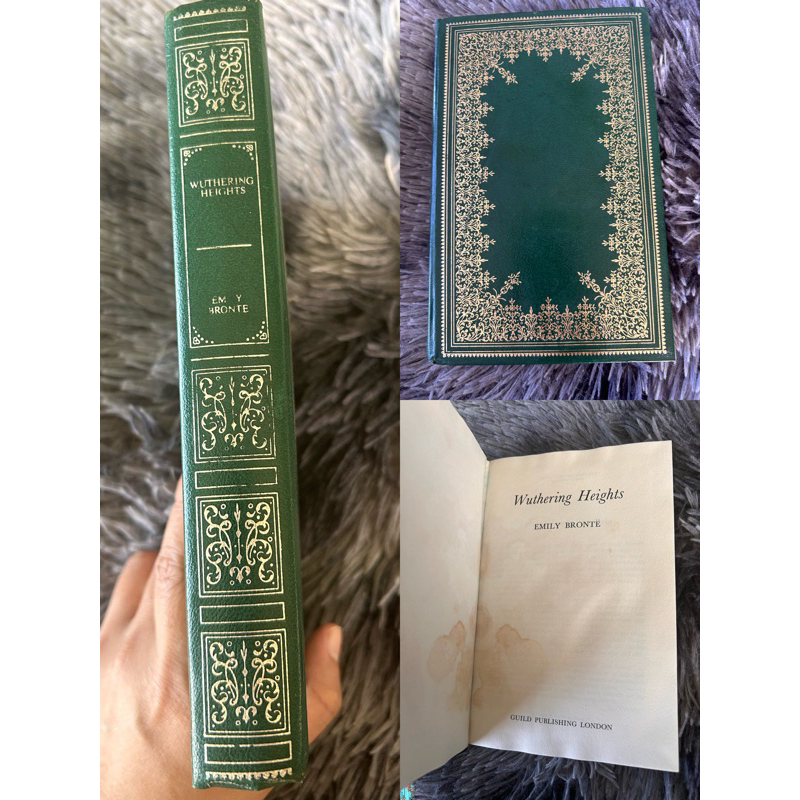 WUTHERING
HEIGHTS
EM Y
BRONTE
Wuthering Heights
EMILY BRONTË
GUILD PUBLISHING LONDON